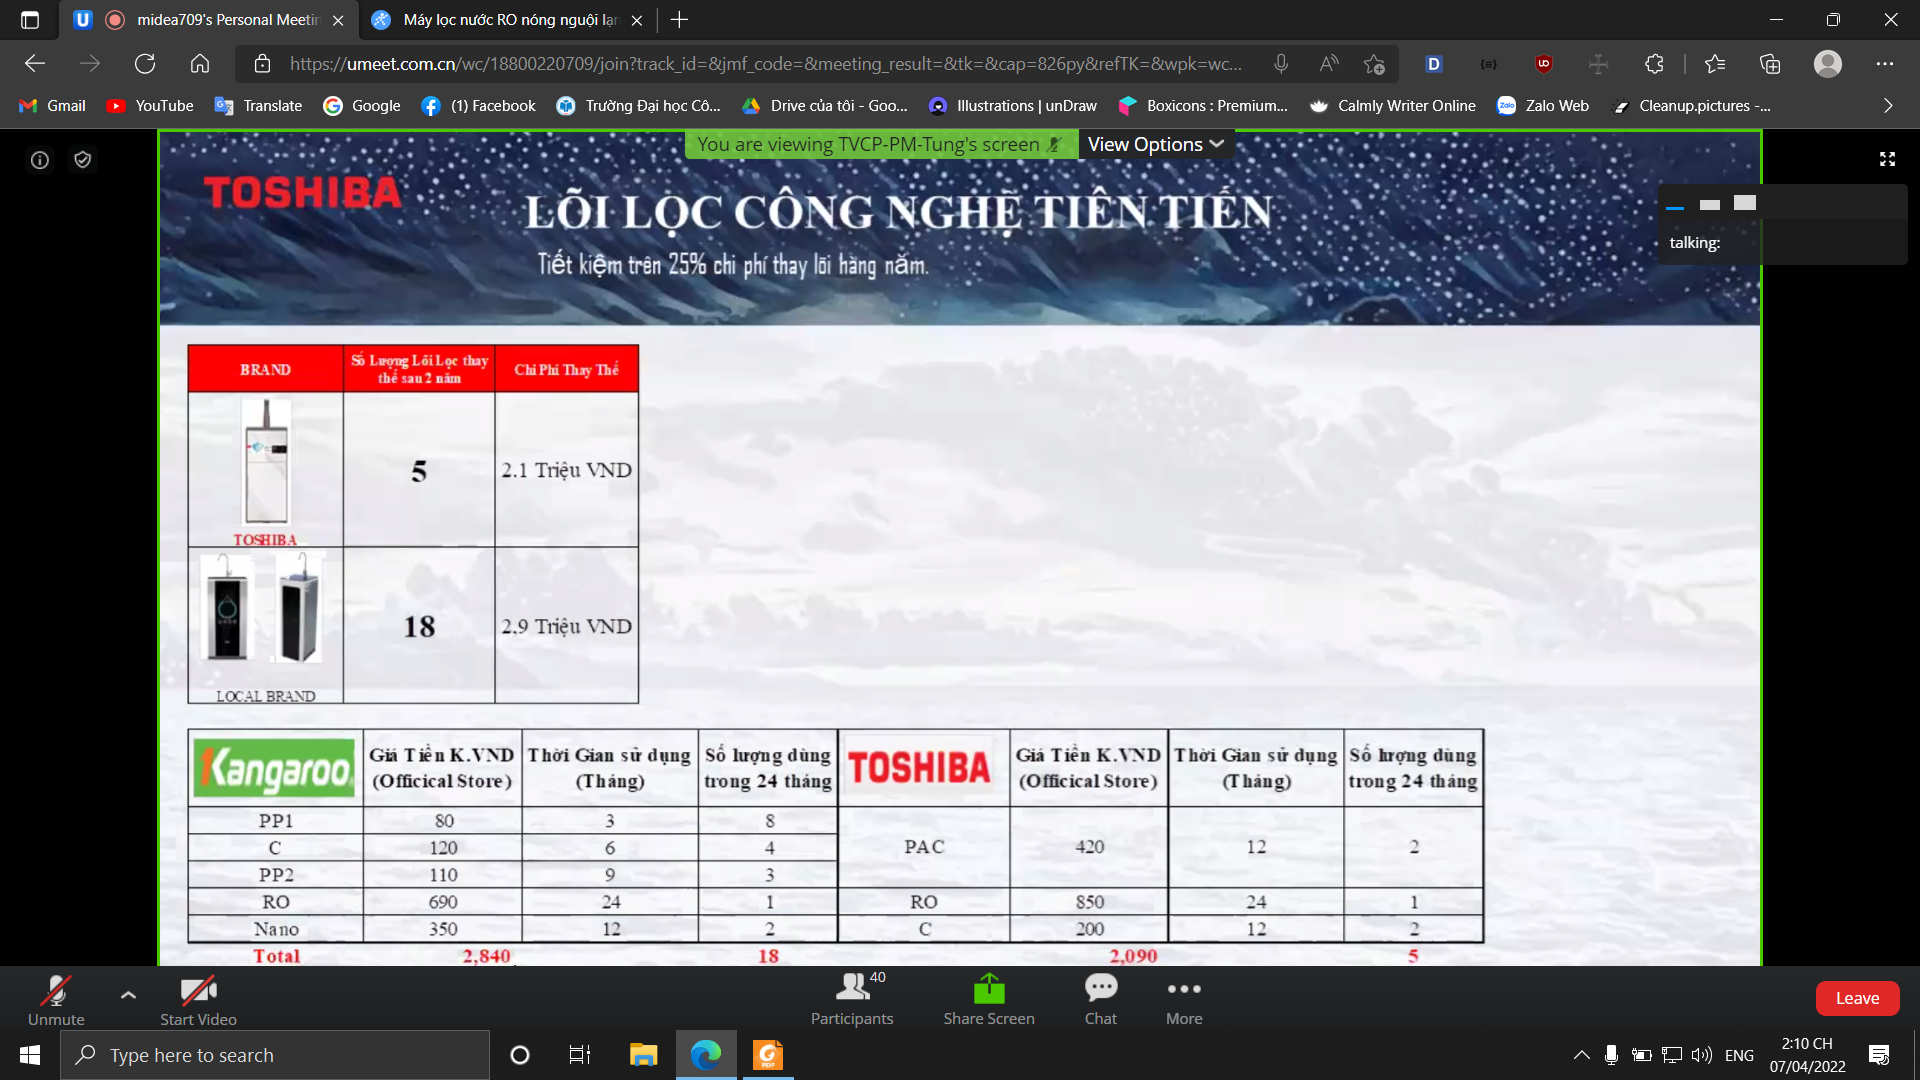 midea709's Personal Meetin
Máy lọc nước RO nóng nguội lạn
https://umeet.com.cn/wc/18800220709/join?track_id=&jmf_code=&meeting_result=&tk=&cap=826py&refTK=&wpk=wc...
Gmail YouTube Translate Google (1) Facebook Trường Đại học Cô... Drive của tôi - Goo... Illustrations | unDraw Boxicons : Premium... Calmly Writer Online Zalo Web Cleanup.pictures -...
You are viewing TVCP-PM-Tung's screen View Options
talking:
TOSHIBA
LÕI LỌC CÔNG NGHỆ TIÊN TIẾN
Tiết kiệm trên 25% chi phí thay lõi hàng năm.
BRAND Số Lượng Lõi Lọc thay thế sau 2 năm Chi Phí Thay Thế
TOSHIBA 5 2.1 Triệu VND
LOCAL BRAND 18 2.9 Triệu VND
Kangaroo Giá Tiền K.VND (Officical Store) Thời Gian sử dụng (Tháng) Số lượng dùng trong 24 tháng TOSHIBA Giá Tiền K.VND (Officical Store) Thời Gian sử dụng (Tháng) Số lượng dùng trong 24 tháng
PP1 80 3 8
C 120 6 4 PAC 420 12 2
PP2 110 9 3
RO 690 24 1 RO 850 24 1
Nano 350 12 2 C 200 12 2
Total 2,840 18 2,090 5
Unmute Start Video Participants 40 Share Screen Chat More Leave
Type here to search
ENG
2:10 CH
07/04/2022